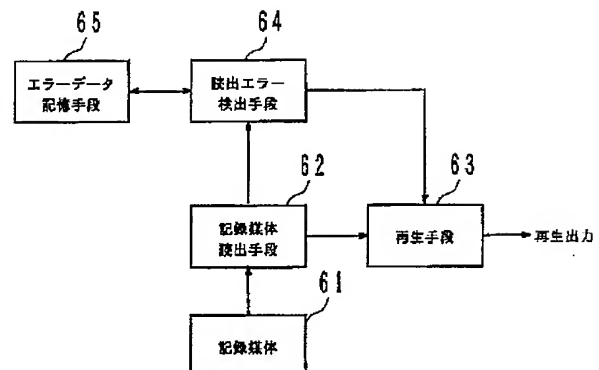 65
64
エラーデータ
記憶手段
読出エラー
検出手段
62
63
記録媒体
読出手段
再生手段
再生出力
61
記録媒体